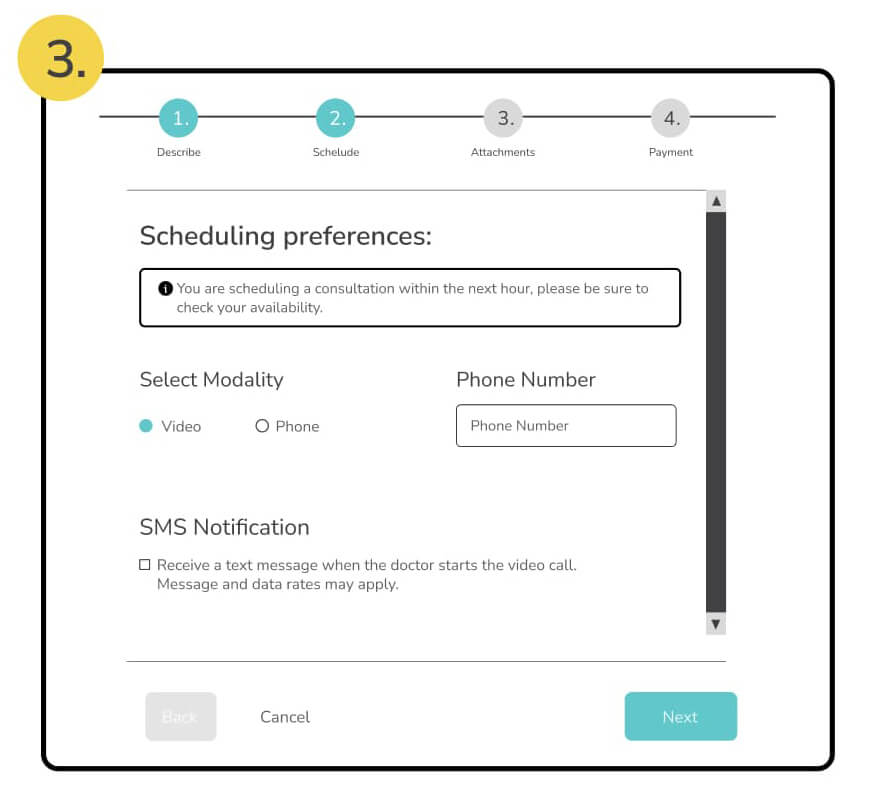 3.
1.
2.
3.
4.
Describe
Schelude
Attachments
Payment
Scheduling preferences:
You are scheduling a consultation within the next hour, please be sure to
check your availability.
Select Modality
Phone Number
Video
Phone
Phone Number
SMS Notification
Receive a text message when the doctor starts the video call.
Message and data rates may apply.
Back
Cancel
Next